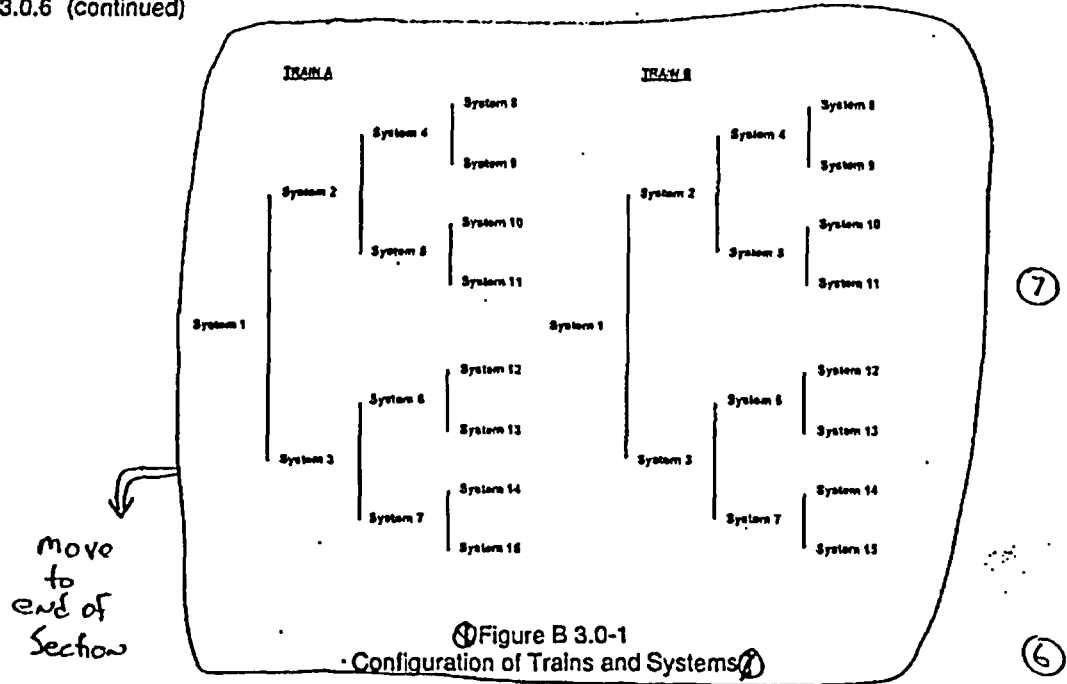 3.0.6 (continued)
TRAIN A
System 1
System 2
System 3
System 4
System 5
System 6
System 7
System 8
System 9
System 10
System 11
System 12
System 13
System 14
System 15
TRAIN B
System 1
System 2
System 3
System 4
System 5
System 6
System 7
System 8
System 9
System 10
System 11
System 12
System 13
System 14
System 15
7
move
to
end of
Section
Figure B 3.0-1
Configuration of Trains and Systems
6